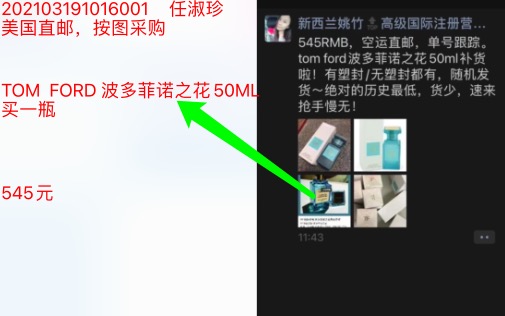 202103191016001 任淑珍
美国直邮，按图采购
TOM FORD 波多菲诺之花50ML
买一瓶
545元
新西兰姚竹🔝高级国际注册营...
545RMB，空运直邮，单号跟踪。
tom ford波多菲诺之花50ml补货
啦！有塑封/无塑封都有，随机发
货～绝对的历史最低，货少，速来
抢手慢无！
11:43